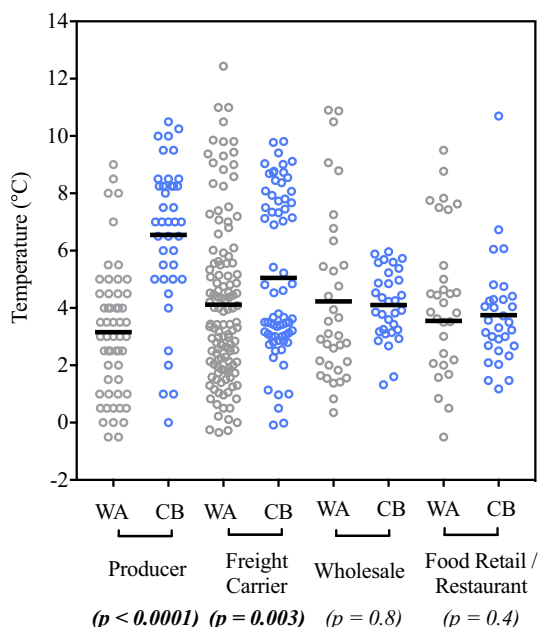 14
12
10
8
6
4
2
0
-2
Temperature (°C)
WA CB WA CB WA CB WA CB
Producer Freight Carrier Wholesale Food Retail / Restaurant
(p < 0.0001) (p = 0.003) (p = 0.8) (p = 0.4)